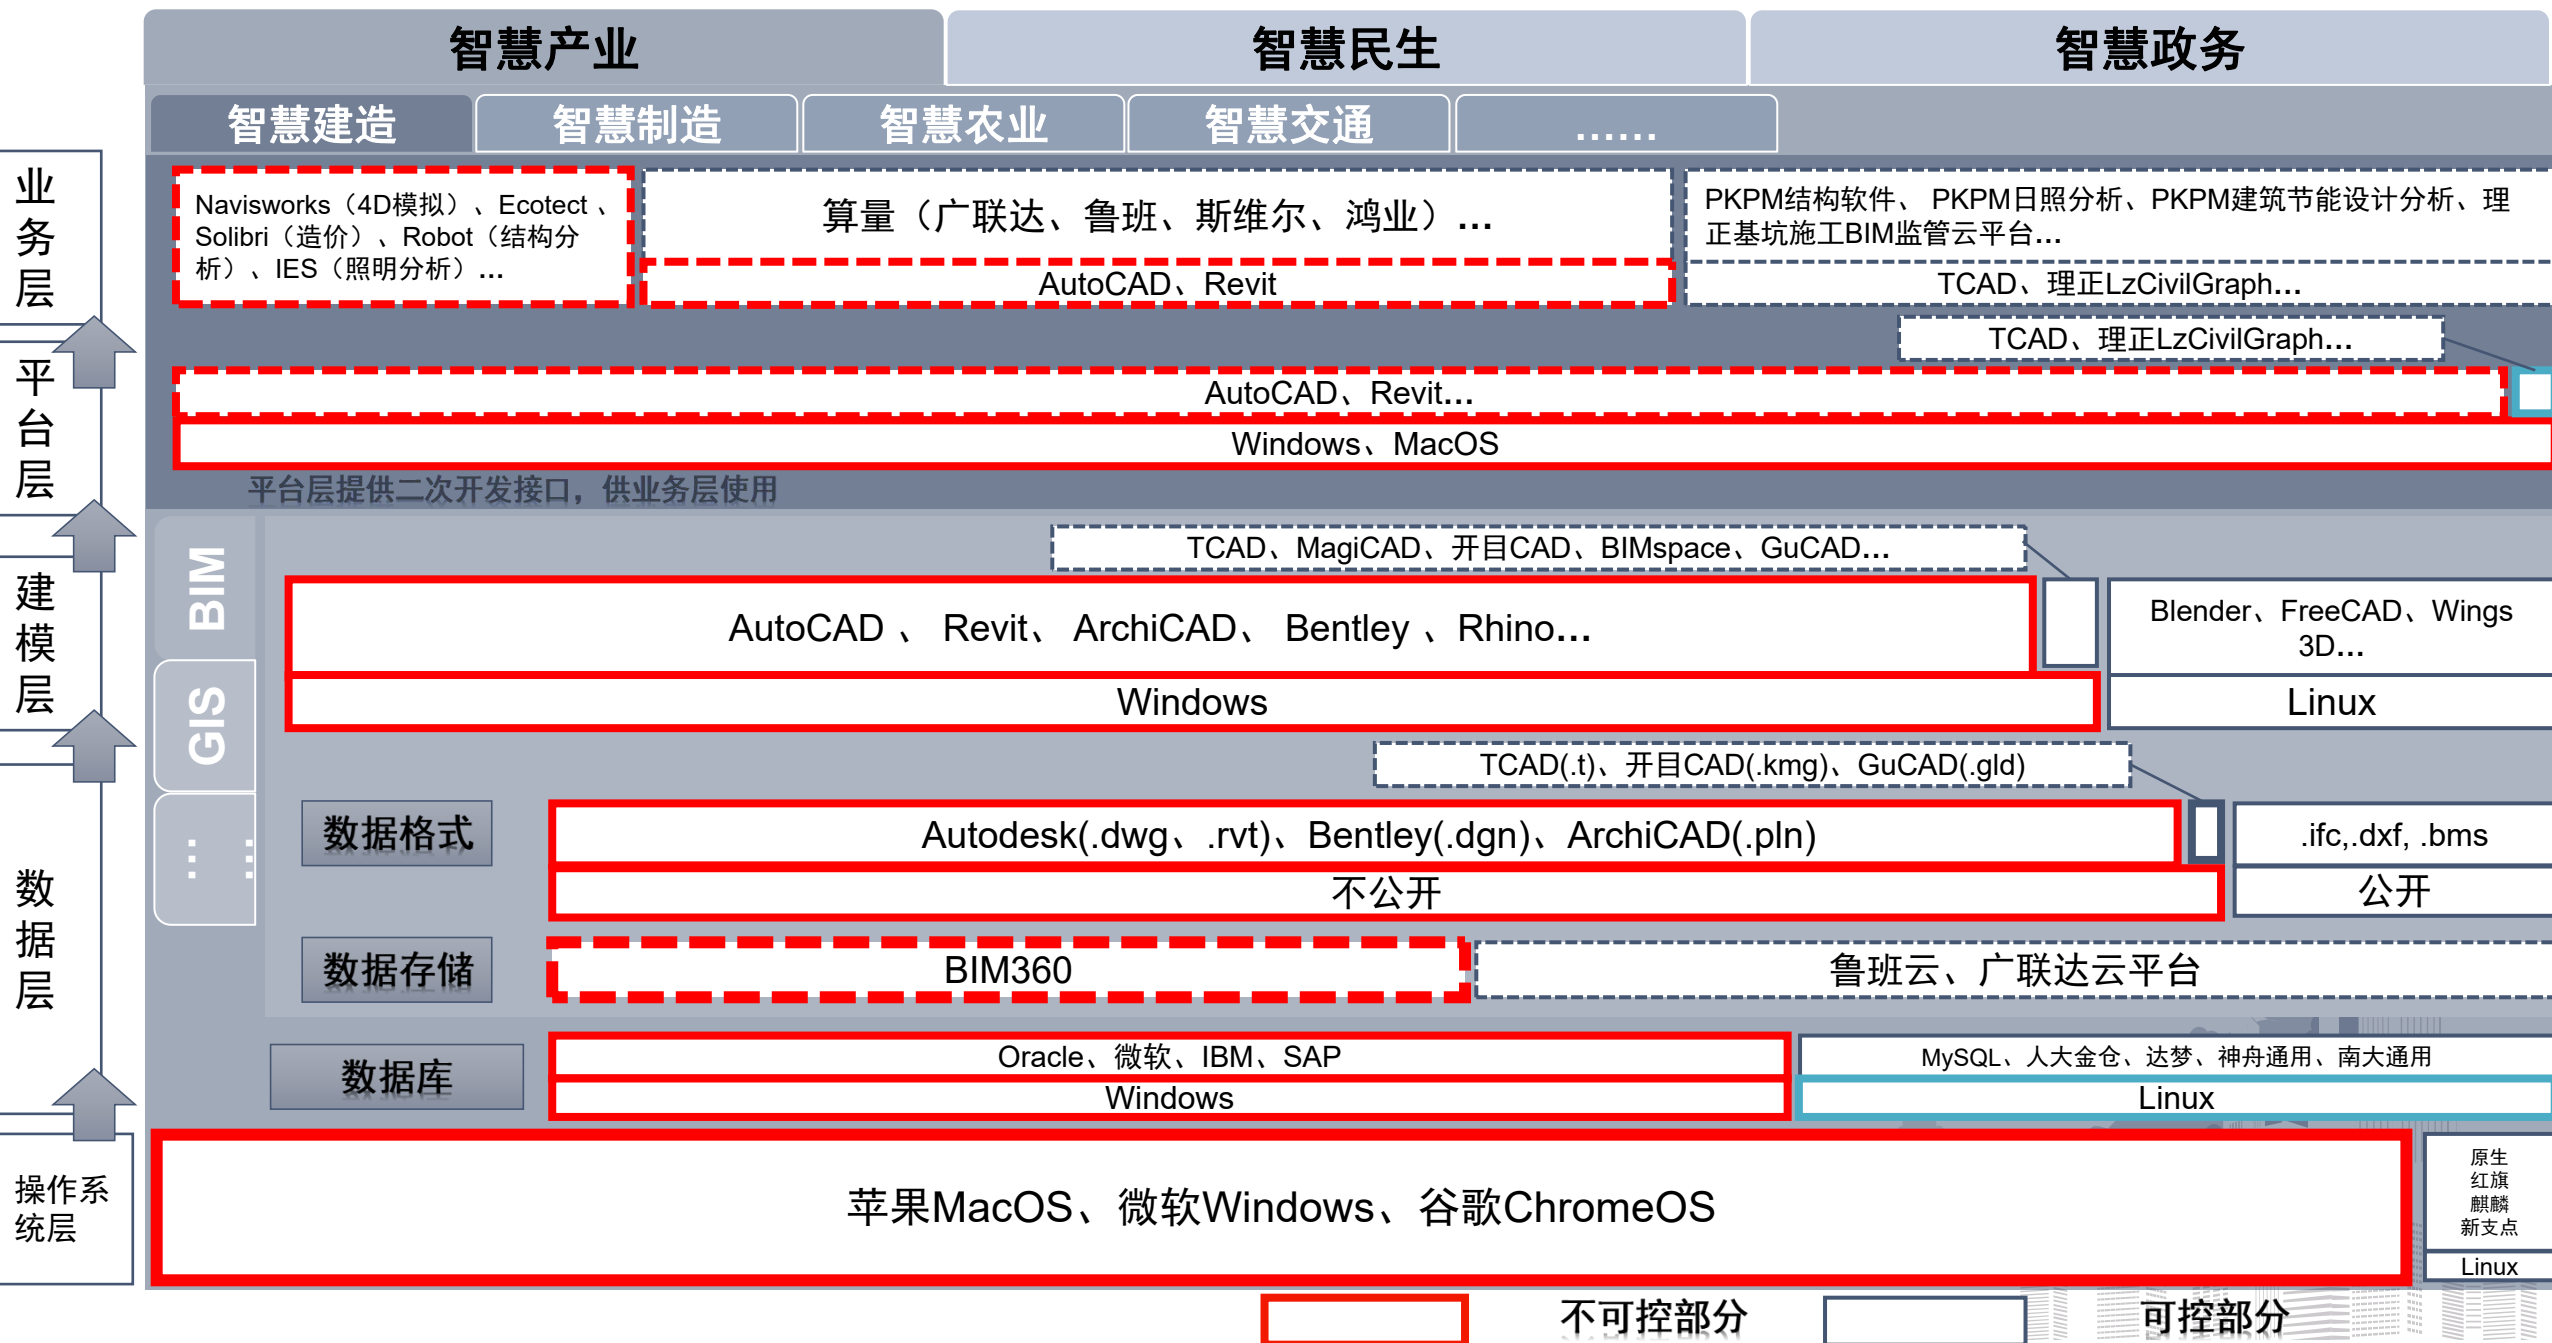 智慧产业
智慧民生
智慧政务
智慧建造
智慧制造
智慧农业
智慧交通
......
业务层
Navisworks（4D模拟）、Ecotect、
Solibri（造价）、Robot（结构分
析）、IES（照明分析）...
算量（广联达、鲁班、斯维尔、鸿业）...
AutoCAD、Revit
PKPM结构软件、 PKPM日照分析、PKPM建筑节能设计分析、理
正基坑施工BIM监管云平台...
TCAD、理正LzCivilGraph...
平台层
TCAD、理正LzCivilGraph...
AutoCAD、Revit...
Windows、MacOS
平台层提供二次开发接口，供业务层使用
建模层
BIM
GIS
... ...
TCAD、MagiCAD、开目CAD、BIMspace、GuCAD...
AutoCAD 、 Revit、 ArchiCAD、 Bentley 、Rhino...
Windows
Blender、FreeCAD、Wings
3D...
Linux
数据层
TCAD(.t)、开目CAD(.kmg)、GuCAD(.gld)
数据格式
Autodesk(.dwg、.rvt)、Bentley(.dgn)、ArchiCAD(.pln)
不公开
.ifc,.dxf, .bms
公开
数据存储
BIM360
鲁班云、广联达云平台
数据库
Oracle、微软、IBM、SAP
Windows
MySQL、人大金仓、达梦、神舟通用、南大通用
Linux
操作系
统层
苹果MacOS、微软Windows、谷歌ChromeOS
原生
红旗
麒麟
新支点
Linux
不可控部分
可控部分